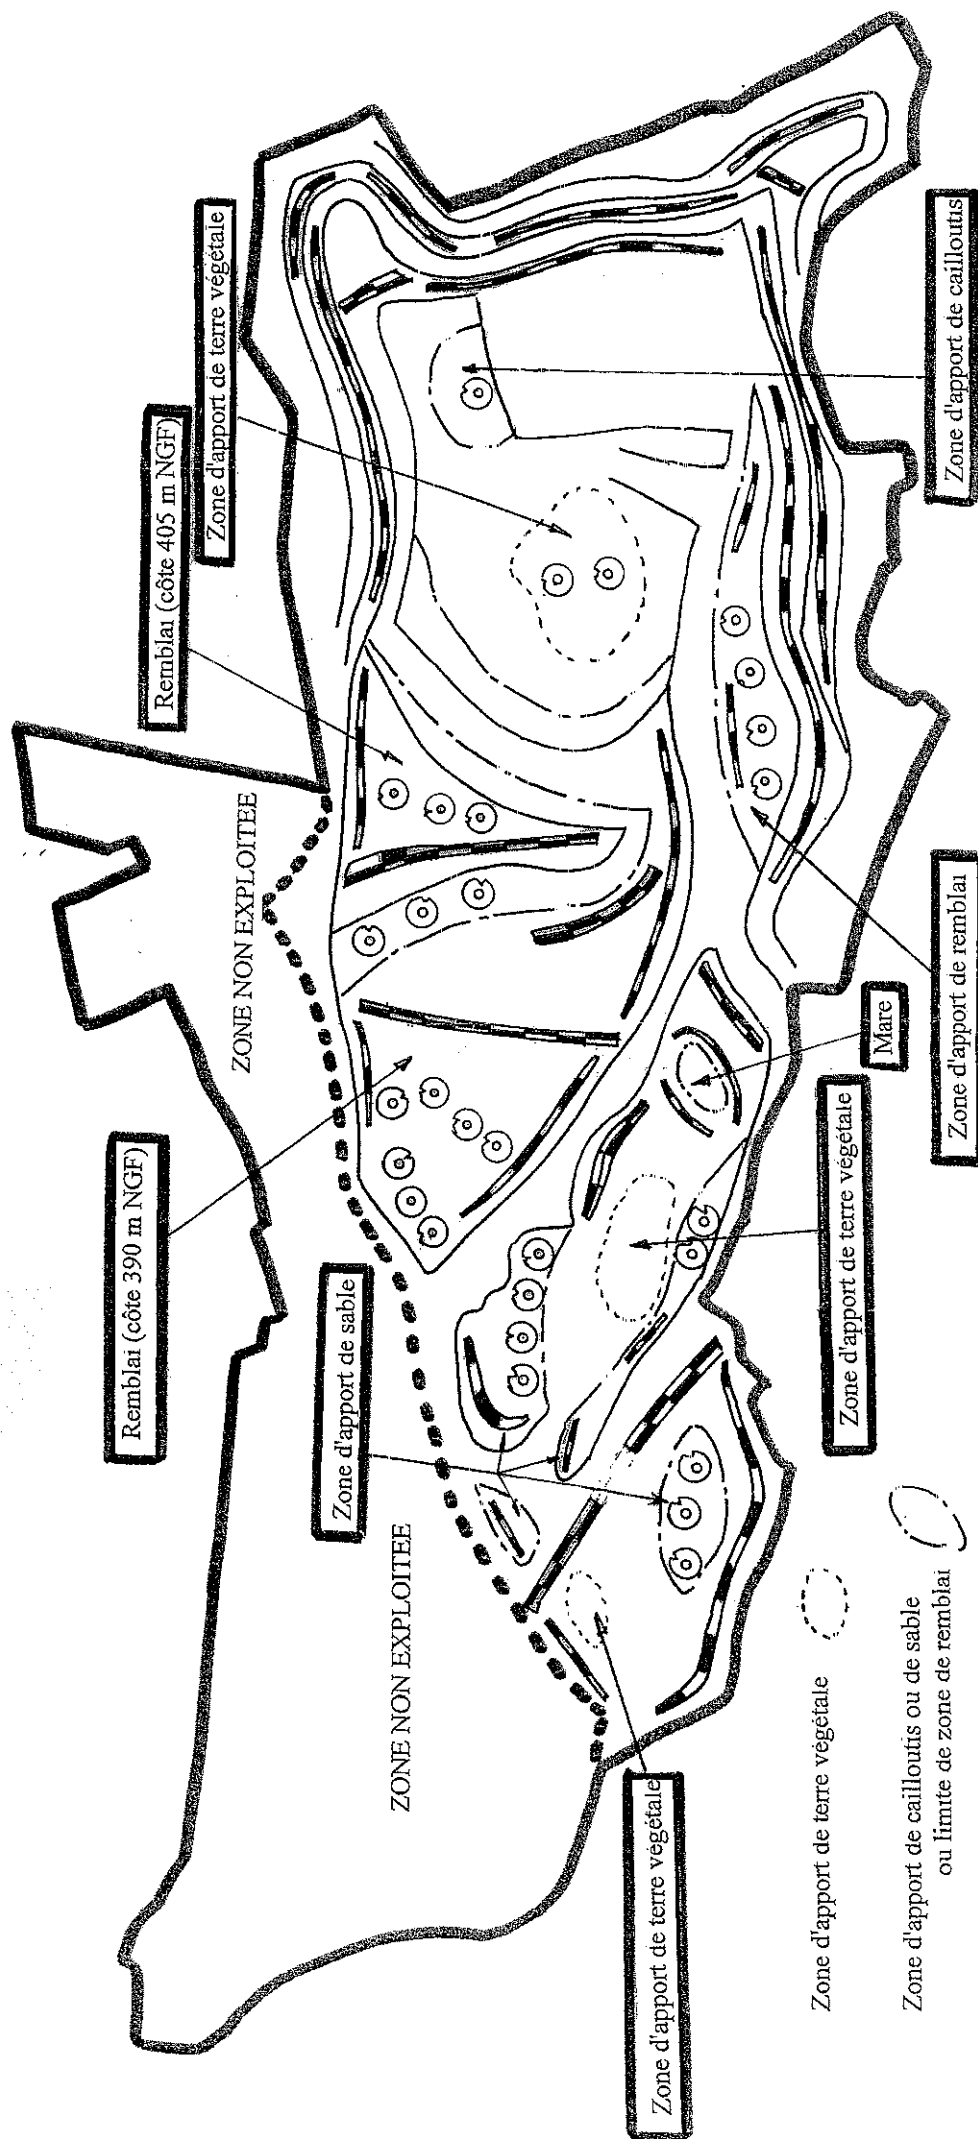 Zone d'apport de terre végétale
Remblai (côte 405 m NGF)
ZONE NON EXPLOITEE
Remblai (côte 390 m NGF)
Zone d'apport de sable
ZONE NON EXPLOITEE
Zone d'apport de terre végétale
Zone d'apport de cailloutis
Zone d'apport de remblai
Mare
Zone d'apport de terre végétale
Zone d'apport de terre végétale
Zone d'apport de cailloutis ou de sable
ou limite de zone de remblai